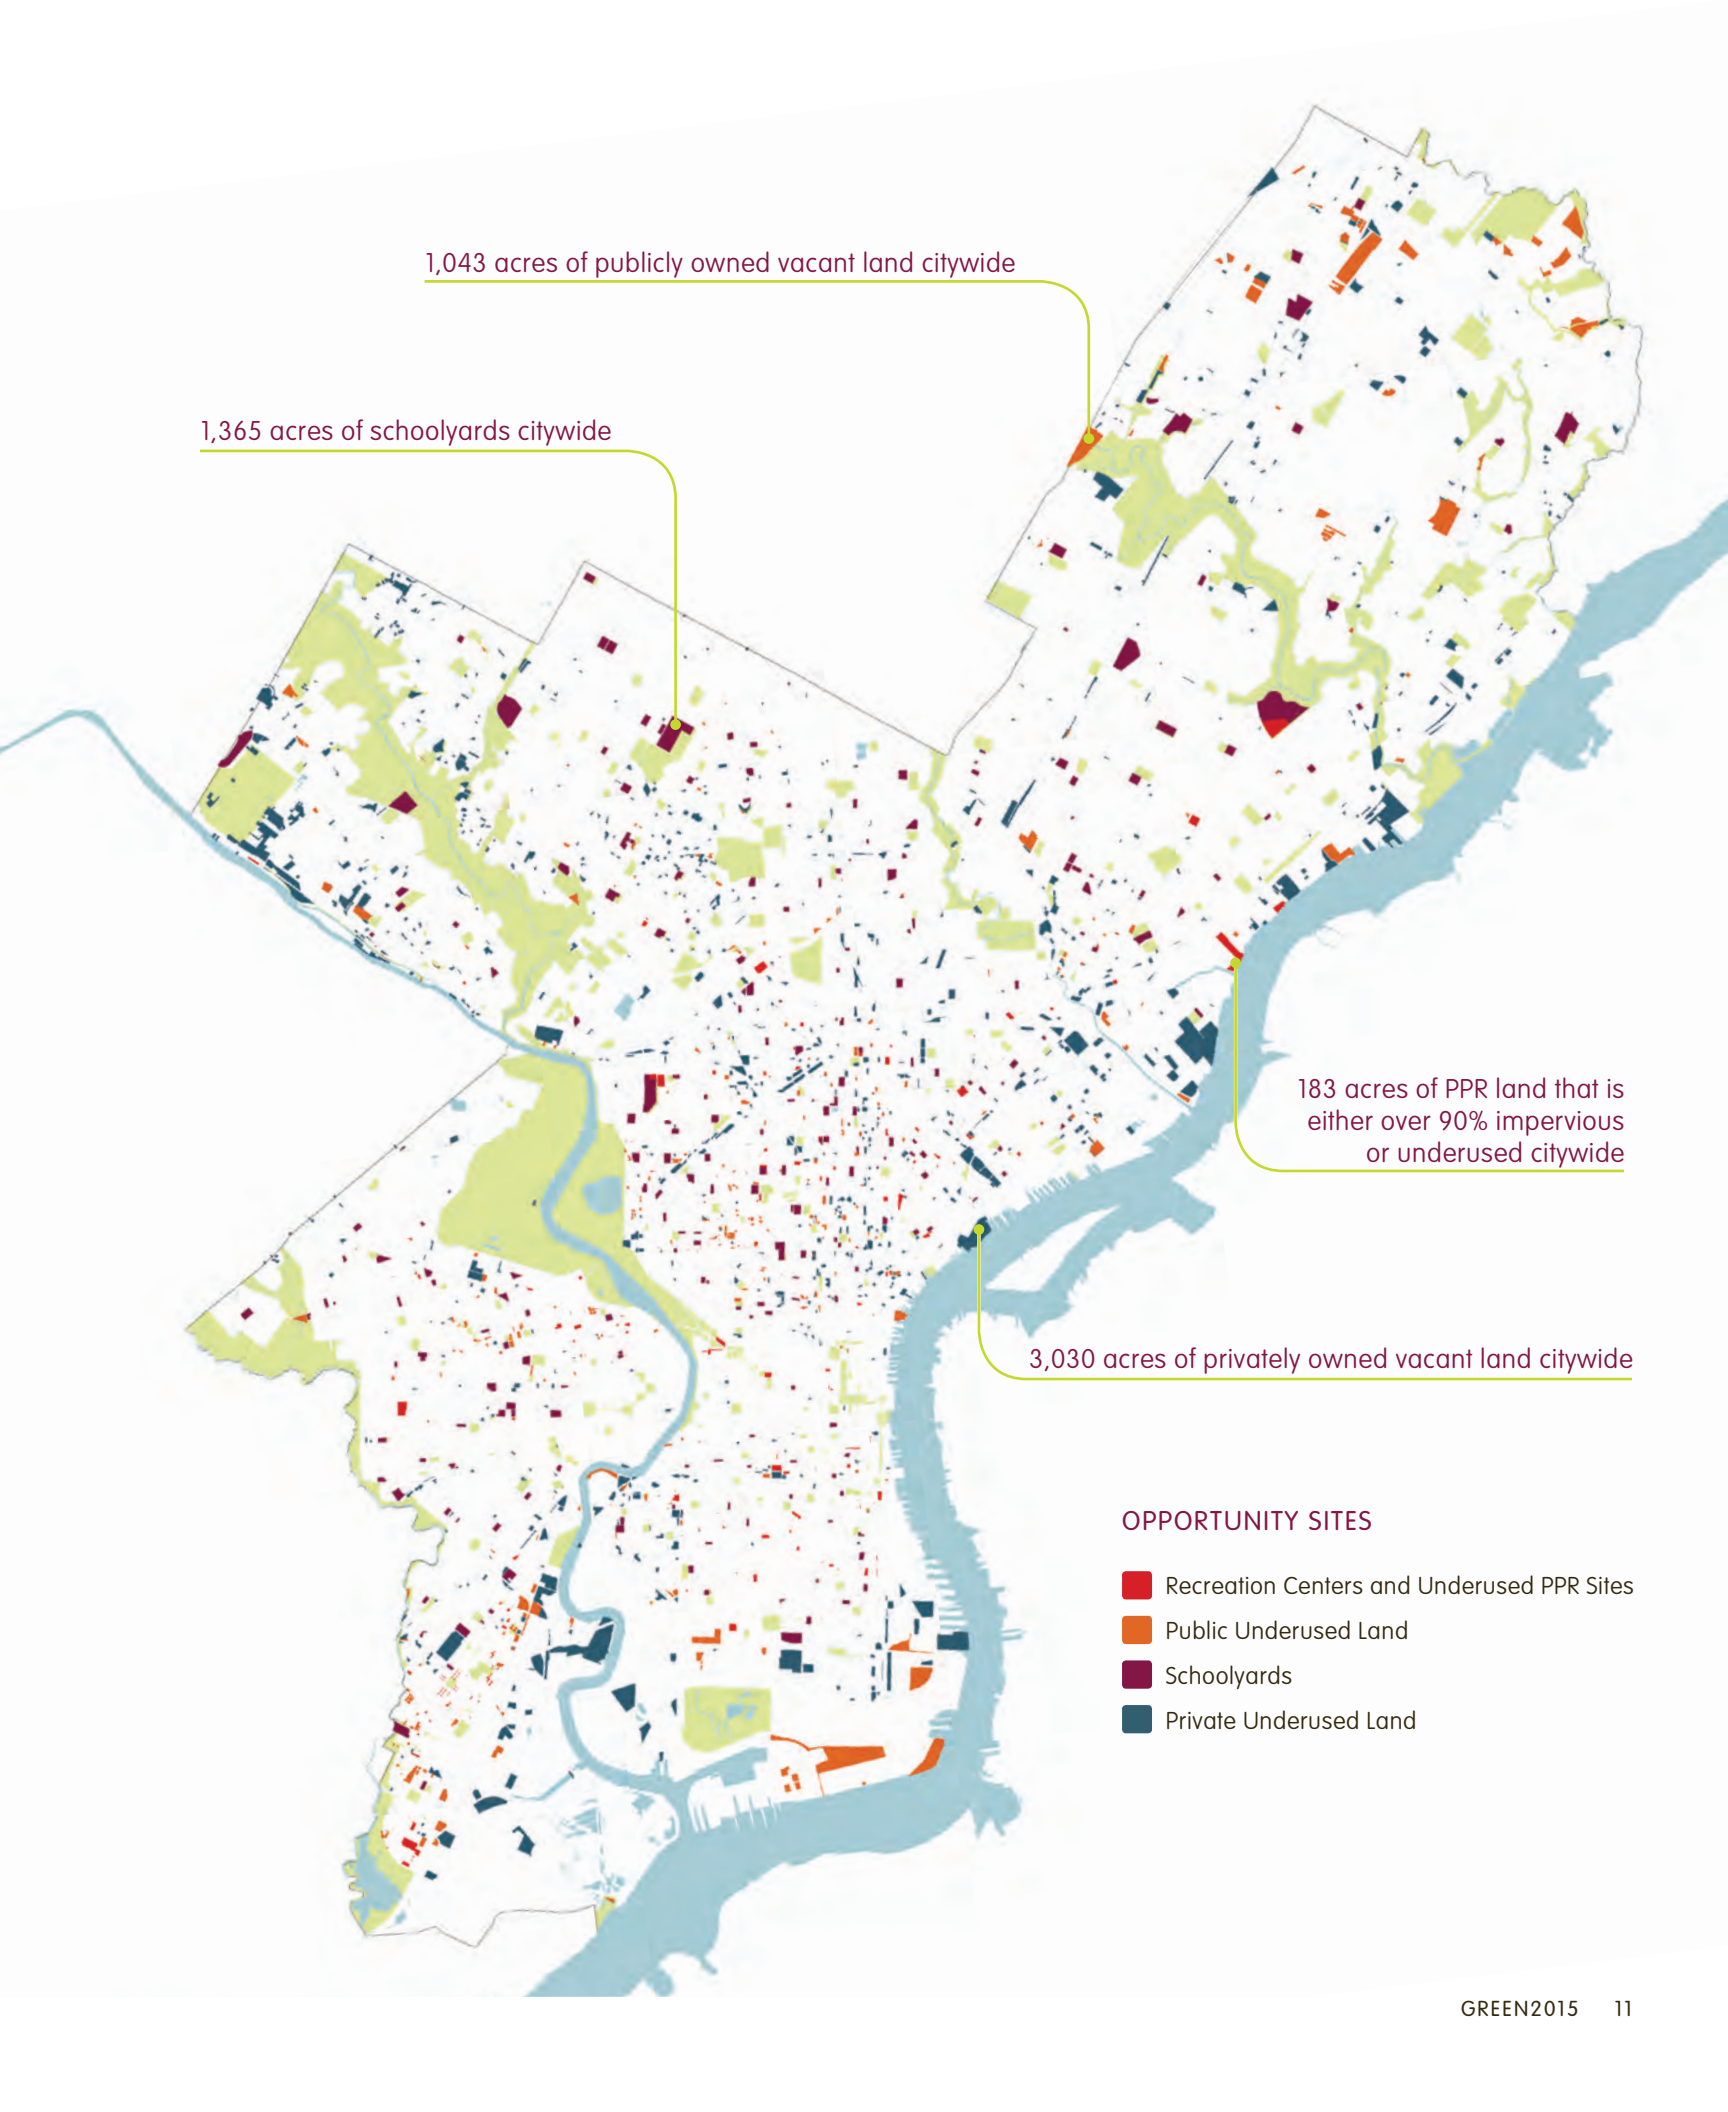 1,043 acres of publicly owned vacant land citywide
1,365 acres of schoolyards citywide
183 acres of PPR land that is
either over 90% impervious
or underused citywide
3,030 acres of privately owned vacant land citywide
OPPORTUNITY SITES
Recreation Centers and Underused PPR Sites
Public Underused Land
Schoolyards
Private Underused Land
GREEN2015 11